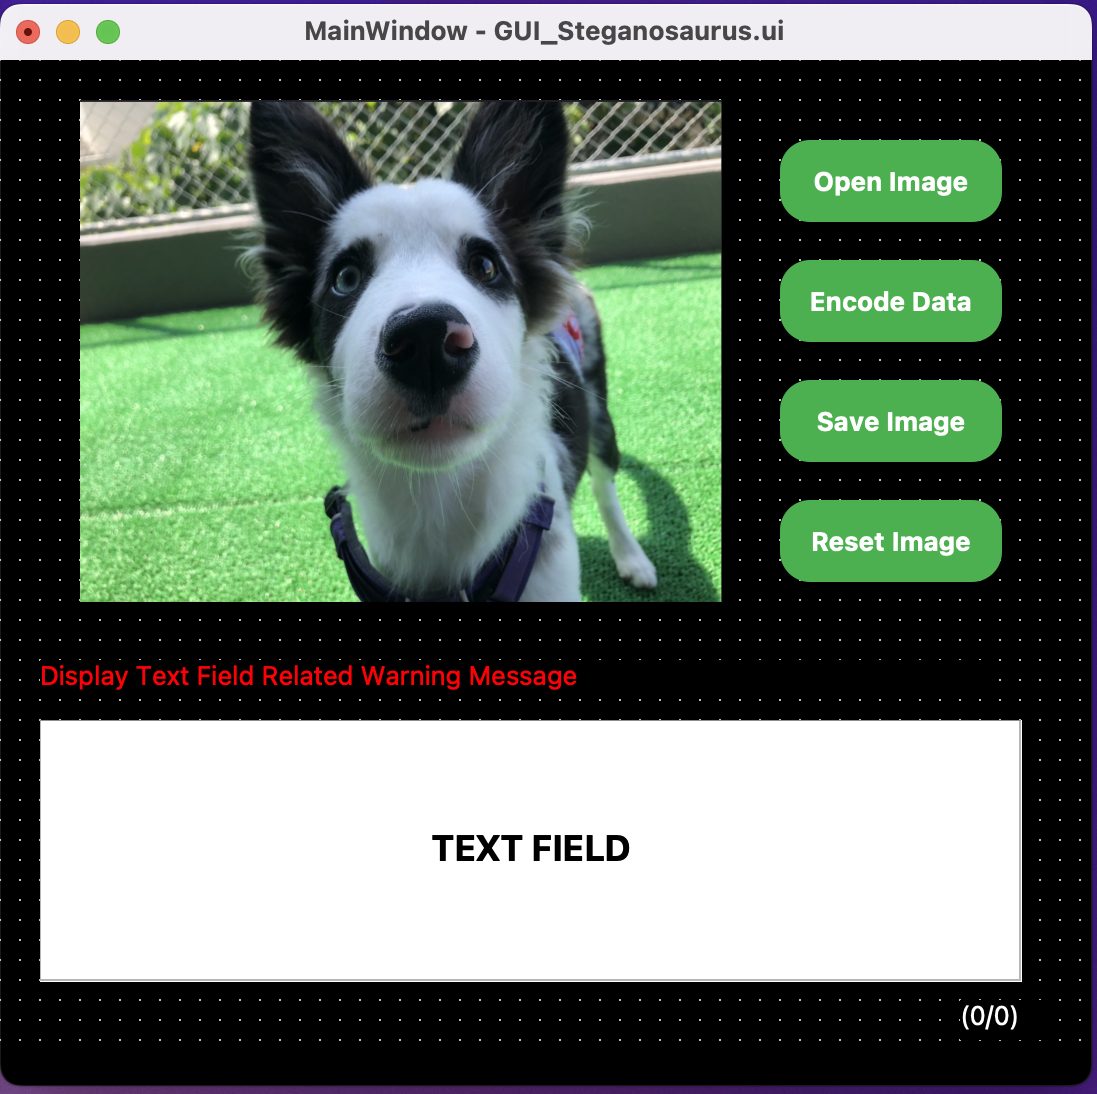 MainWindow - GUI_Steganosaurus.ui
Open Image
Encode Data
Save Image
Reset Image
Display Text Field Related Warning Message
TEXT FIELD
(0/0)